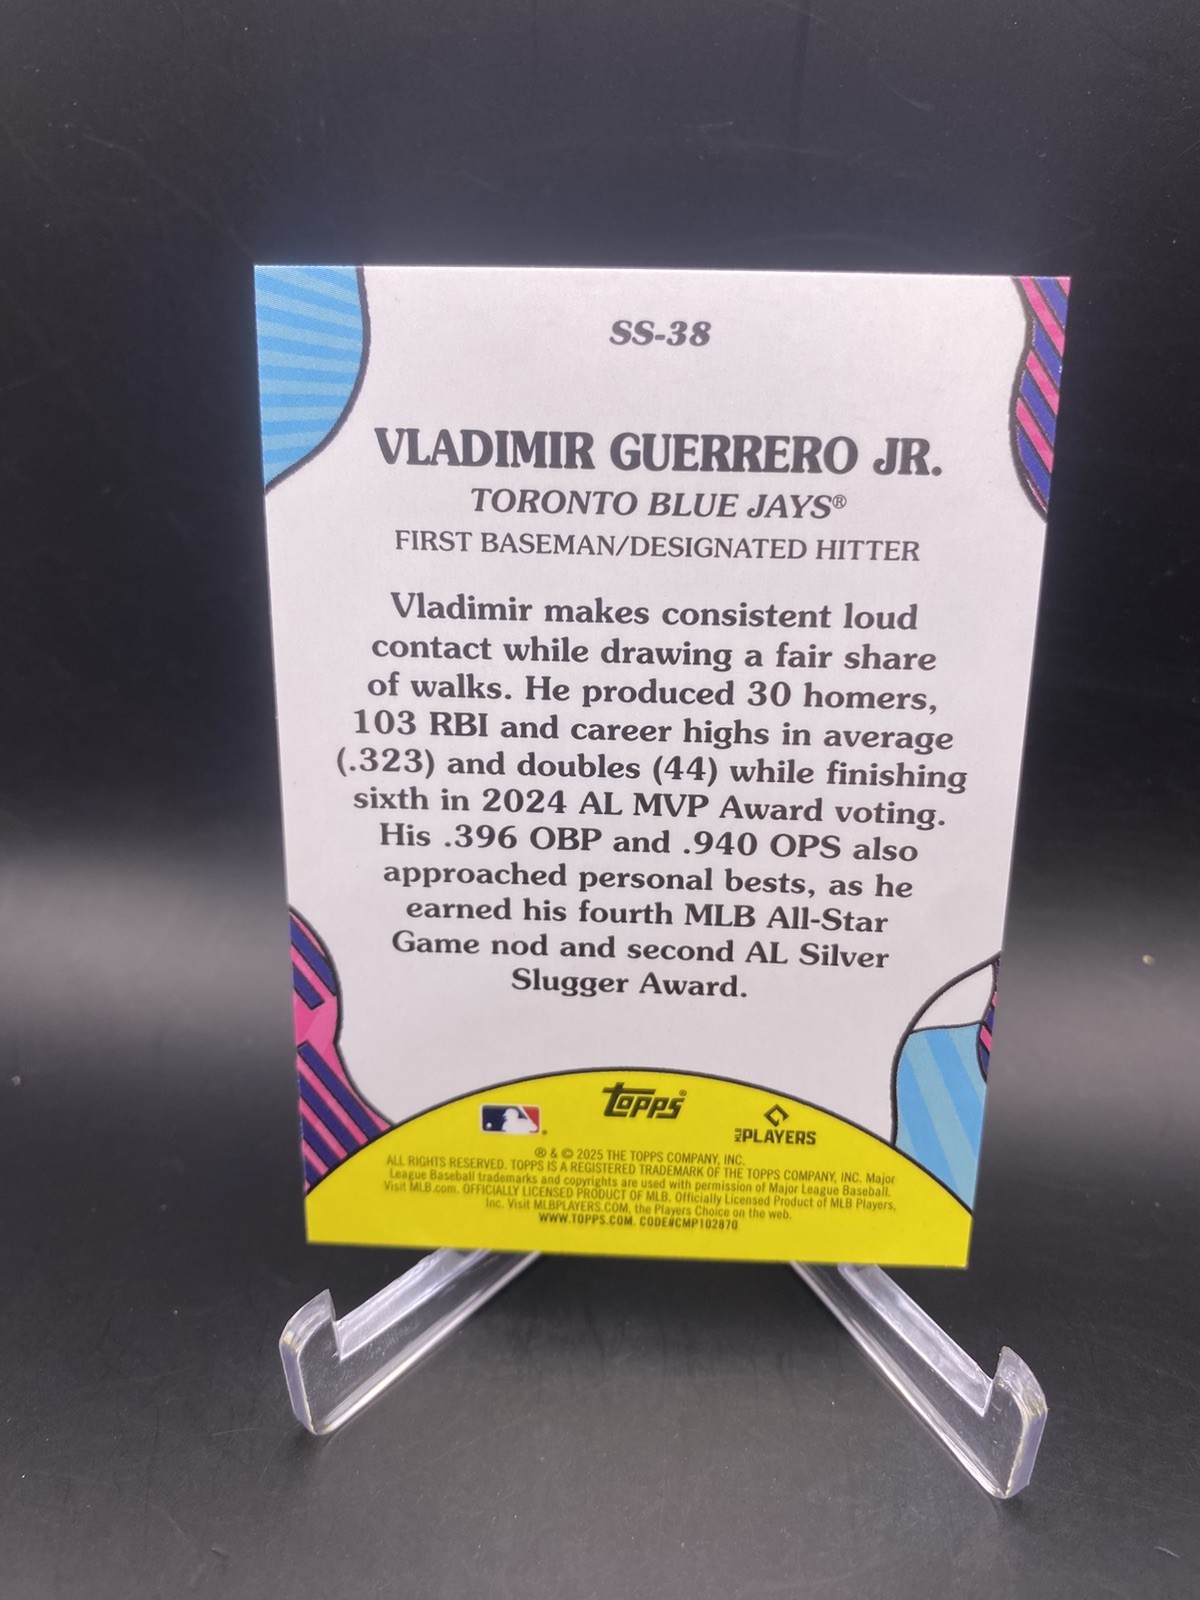 SS-38
VLADIMIR GUERRERO JR.
TORONTO BLUE JAYS®
FIRST BASEMAN/DESIGNATED HITTER
Vladimir makes consistent loud
contact while drawing a fair share
of walks. He produced 30 homers,
103 RBI and career highs in average
(.323) and doubles (44) while finishing
sixth in 2024 AL MVP Award voting.
His .396 OBP and .940 OPS also
approached personal bests, as he
earned his fourth MLB All-Star
Game nod and second AL Silver
Slugger Award.
topps®
MLB PLAYERS
® & © 2025 THE TOPPS COMPANY, INC.
ALL RIGHTS RESERVED. TOPPS IS A REGISTERED TRADEMARK OF THE TOPPS COMPANY, INC. Major
League Baseball trademarks and copyrights are used with permission of Major League Baseball.
Visit MLB.com. OFFICIALLY LICENSED PRODUCT OF MLB. Officially Licensed Product of MLB Players,
Inc. Visit MLBPLAYERS.COM, the Players Choice on the web.
WWW.TOPPS.COM. CODE#CMP102870